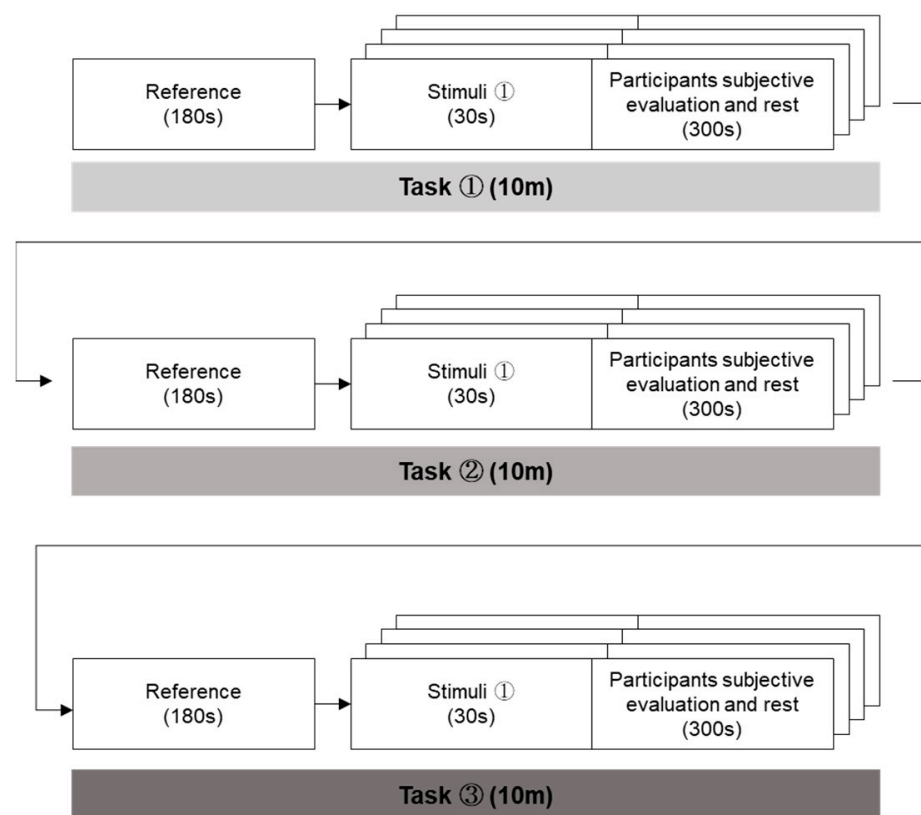 Reference
(180s)
Stimuli ①
(30s)
Participants subjective
evaluation and rest
(300s)
Task ① (10m)
Reference
(180s)
Stimuli ①
(30s)
Participants subjective
evaluation and rest
(300s)
Task ② (10m)
Reference
(180s)
Stimuli ①
(30s)
Participants subjective
evaluation and rest
(300s)
Task ③ (10m)